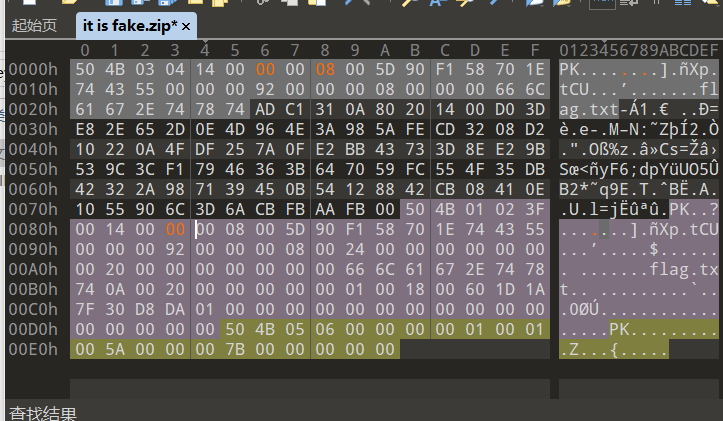 起始页 it is fake.zip* ×
0 1 2 3 4 5 6 7 8 9 A B C D E F 0123456789ABCDEF
0000h 50 4B 03 04 14 00 00 00 08 00 5D 90 F1 58 70 1E PK........].ñXp.
0010h 74 43 55 00 00 00 92 00 00 00 08 00 00 00 66 6C tCU...’.......fl
0020h 61 67 2E 74 78 74 AD C1 31 0A 80 20 14 00 D0 3D ag.txt-Á1.€ ..Ð=
0030h E8 2E 65 2D 0E 4D 96 4E 3A 98 5A FE CD 32 08 D2 è.e-.M–N:˜ZþÍ2.Ò
0040h 10 22 0A 4F DF 25 7A 0F E2 BB 43 73 3D 8E E2 9B .".Oß%z.â»Cs=Žâ›
0050h 53 9C 3C F1 79 46 36 3B 64 70 59 FC 55 4F 35 DB Sœ<ñyF6;dpYüUO5Û
0060h 42 32 2A 98 71 39 45 0B 54 12 88 42 CB 08 41 0E B2*˜q9E.T.ˆBË.A.
0070h 10 55 90 6C 3D 6A CB FB AA FB 00 50 4B 01 02 3F .U.l=jËûªû.PK..?
0080h 00 14 00 00 00 08 00 5D 90 F1 58 70 1E 74 43 55 .......].ñXp.tCU
0090h 00 00 00 92 00 00 00 08 00 24 00 00 00 00 00 00 ...’.....$......
00A0h 00 20 00 00 00 00 00 00 00 66 6C 61 67 2E 74 78 . .......flag.tx
00B0h 74 0A 00 20 00 00 00 00 00 01 00 18 00 60 1D 1A t.. .........`..
00C0h 7F 30 D8 DA 01 00 00 00 00 00 00 00 00 00 00 00 .0ØÚ............
00D0h 00 00 00 00 00 50 4B 05 06 00 00 00 00 01 00 01 .....PK.........
00E0h 00 5A 00 00 00 7B 00 00 00 00 00 .Z...{.....
查找结果